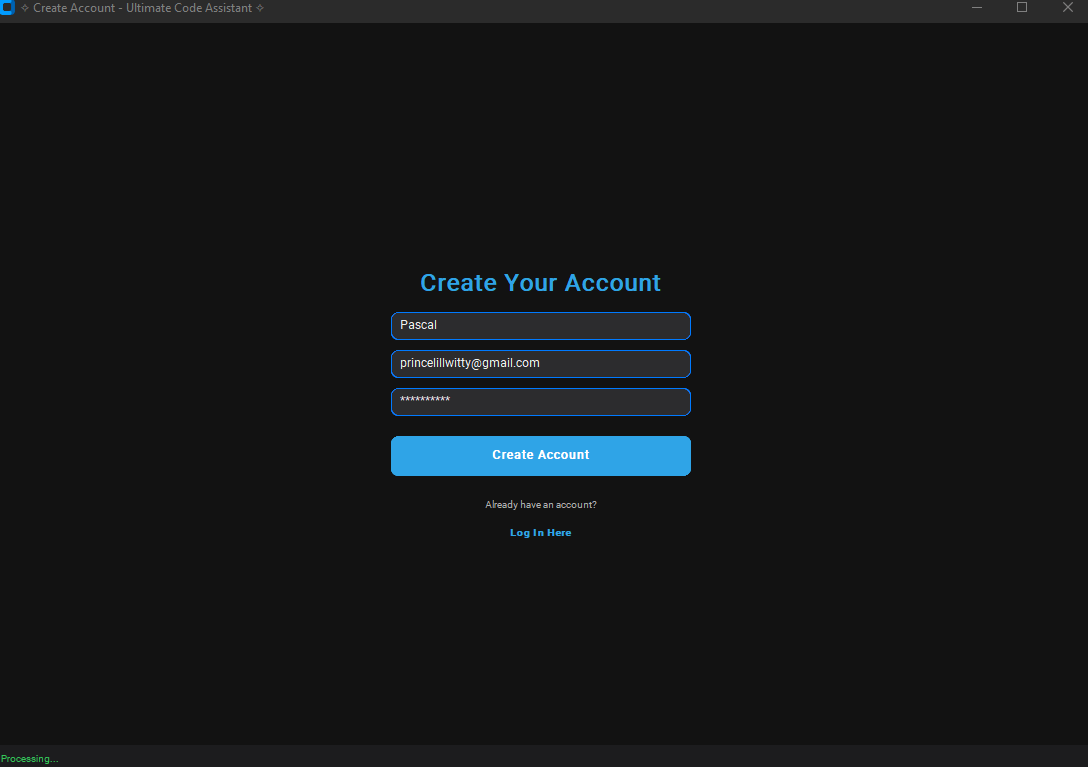 ✧ Create Account - Ultimate Code Assistant ✧
Create Your Account
Pascal
princelillwitty@gmail.com
**********
Create Account
Already have an account?
Log In Here
Processing...